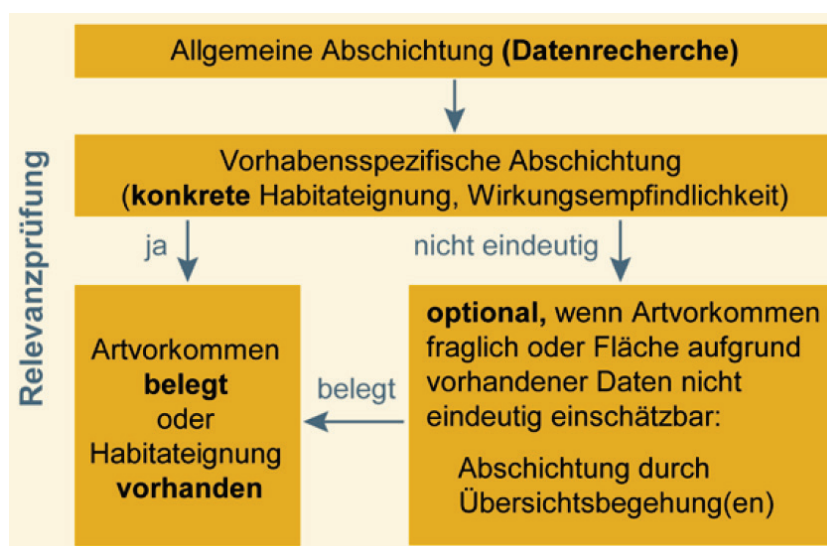 Relevanzprüfung
Allgemeine Abschichtung (Datenrecherche)
Vorhabensspezifische Abschichtung
(konkrete Habitateignung, Wirkungsempfindlichkeit)
ja
nicht eindeutig
Artvorkommen
belegt
oder
Habitateignung
vorhanden
belegt
optional, wenn Artvorkommen
fraglich oder Fläche aufgrund
vorhandener Daten nicht
eindeutig einschätzbar:
Abschichtung durch
Übersichtsbegehung(en)